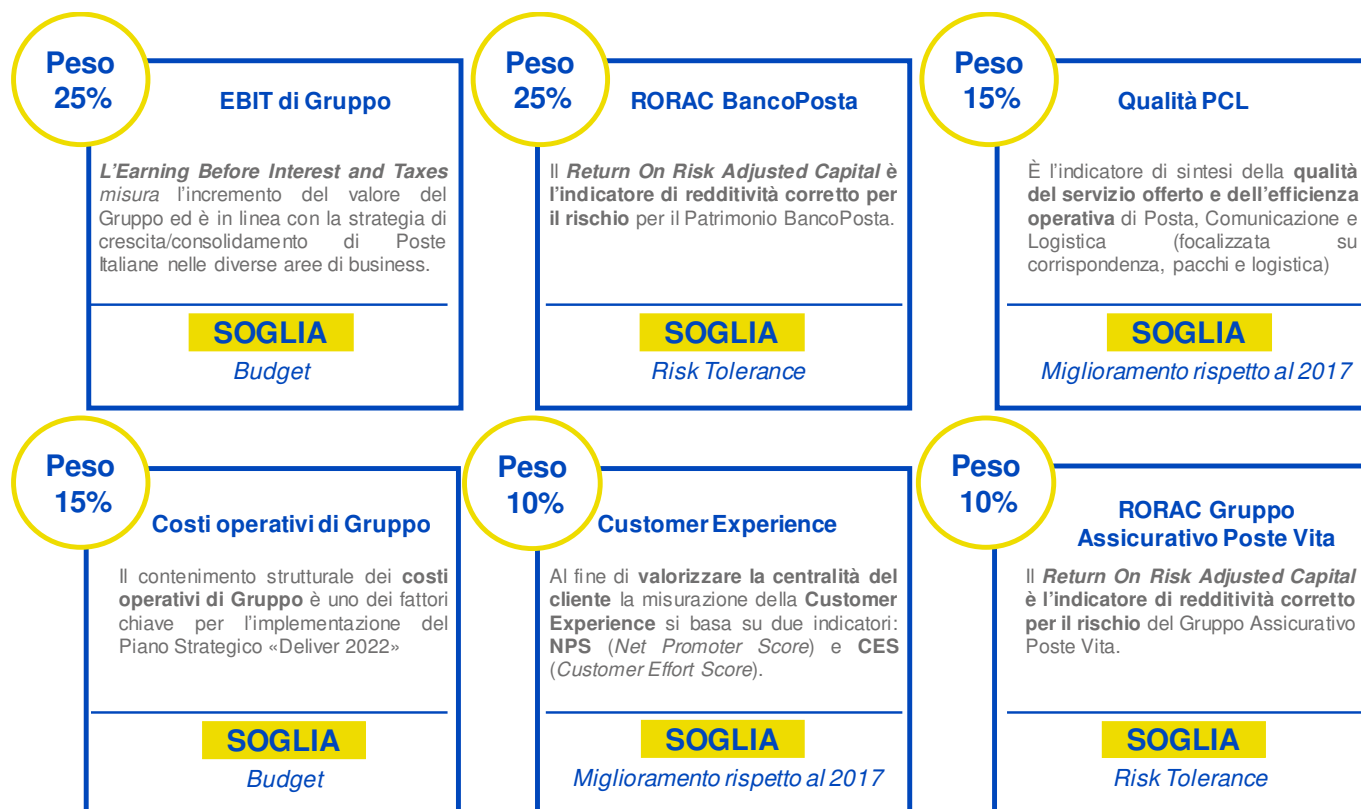 Peso
25%
EBIT di Gruppo
L'Earning Before Interest and Taxes
misura l'incremento del valore del
Gruppo ed è in linea con la strategia di
crescita/consolidamento di Poste
Italiane nelle diverse aree di business.
SOGLIA
Budget
Peso
25%
RORAC BancoPosta
Il Return On Risk Adjusted Capital è
l'indicatore di redditività corretto per
il rischio per il Patrimonio BancoPosta.
SOGLIA
Risk Tolerance
Peso
15%
Qualità PCL
È l'indicatore di sintesi della qualità
del servizio offerto e dell'efficienza
operativa di Posta, Comunicazione e
Logistica (focalizzata su
corrispondenza, pacchi e logistica)
SOGLIA
Miglioramento rispetto al 2017
Peso
15%
Costi operativi di Gruppo
Il contenimento strutturale dei costi
operativi di Gruppo è uno dei fattori
chiave per l'implementazione del
Piano Strategico «Deliver 2022»
SOGLIA
Budget
Peso
10%
Customer Experience
Al fine di valorizzare la centralità del
cliente la misurazione della Customer
Experience si basa su due indicatori:
NPS (Net Promoter Score) e CES
(Customer Effort Score).
SOGLIA
Miglioramento rispetto al 2017
Peso
10%
RORAC Gruppo
Assicurativo Poste Vita
Il Return On Risk Adjusted Capital
è l'indicatore di redditività corretto
per il rischio del Gruppo Assicurativo
Poste Vita.
SOGLIA
Risk Tolerance